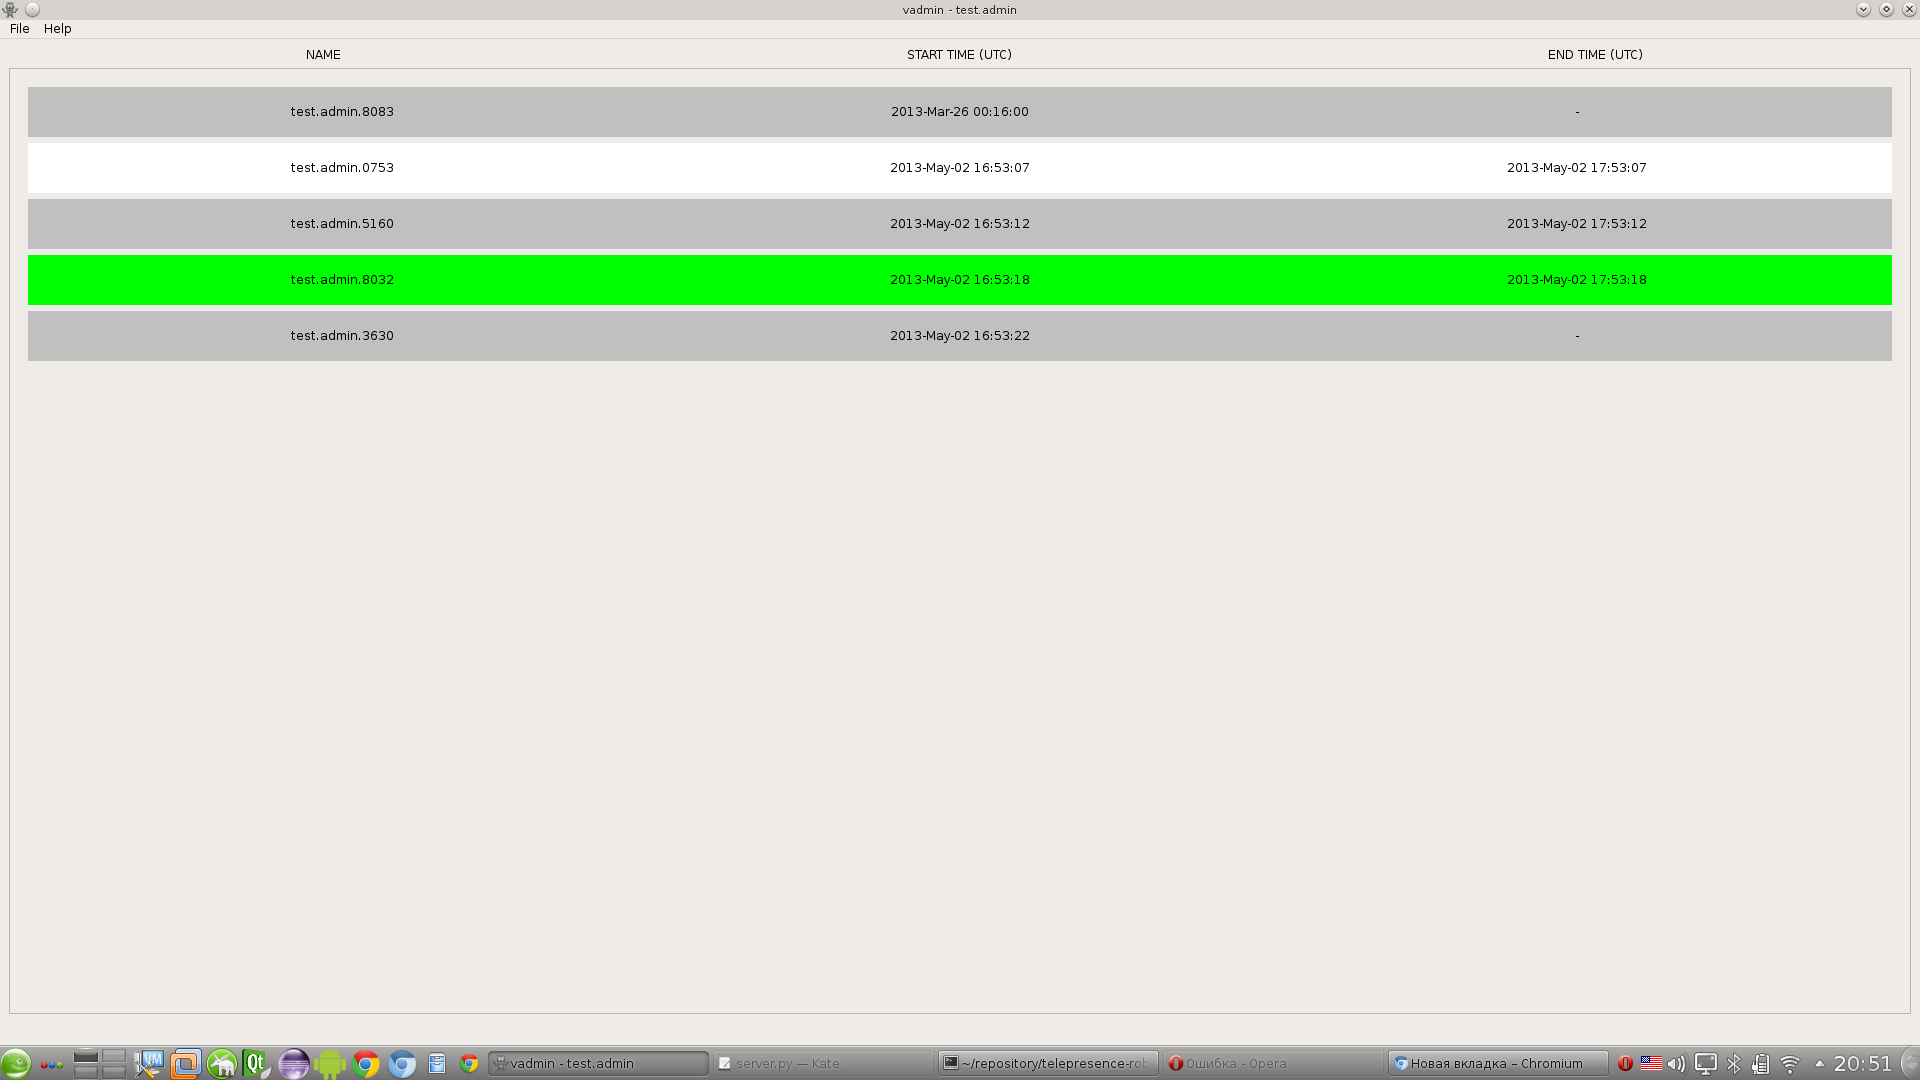 vadmin - test.admin
File Help
NAME START TIME (UTC) END TIME (UTC)
test.admin.8083 2013-Mar-26 00:16:00 -
test.admin.0753 2013-May-02 16:53:07 2013-May-02 17:53:07
test.admin.5160 2013-May-02 16:53:12 2013-May-02 17:53:12
test.admin.8032 2013-May-02 16:53:18 2013-May-02 17:53:18
test.admin.3630 2013-May-02 16:53:22 -
VM Qt vadmin - test.admin server.py — Kate ~/repository/telepresence-rob Ошибка - Opera Новая вкладка – Chromium 20:51